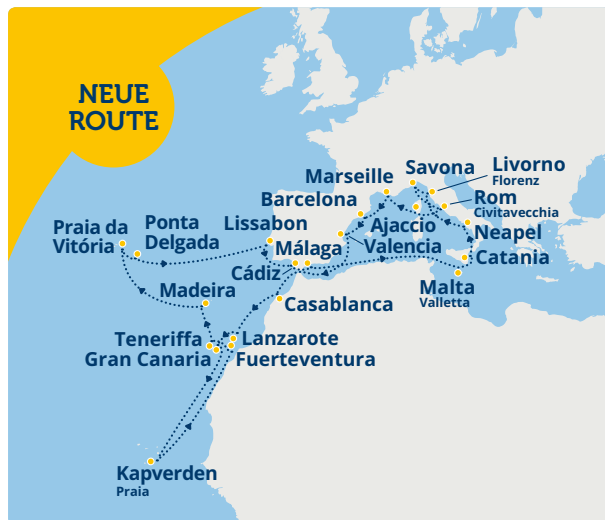 NEUE
ROUTE
Savona
Livorno
Florenz
Marseille
Rom
Civitavecchia
Barcelona
Ajaccio
Neapel
Praia da
Vitória
Ponta
Delgada
Lissabon
Málaga
Valencia
Catania
Cádiz
Malta
Valletta
Madeira
Casablanca
Teneriffa
Lanzarote
Gran Canaria
Fuerteventura
Kapverden
Praia